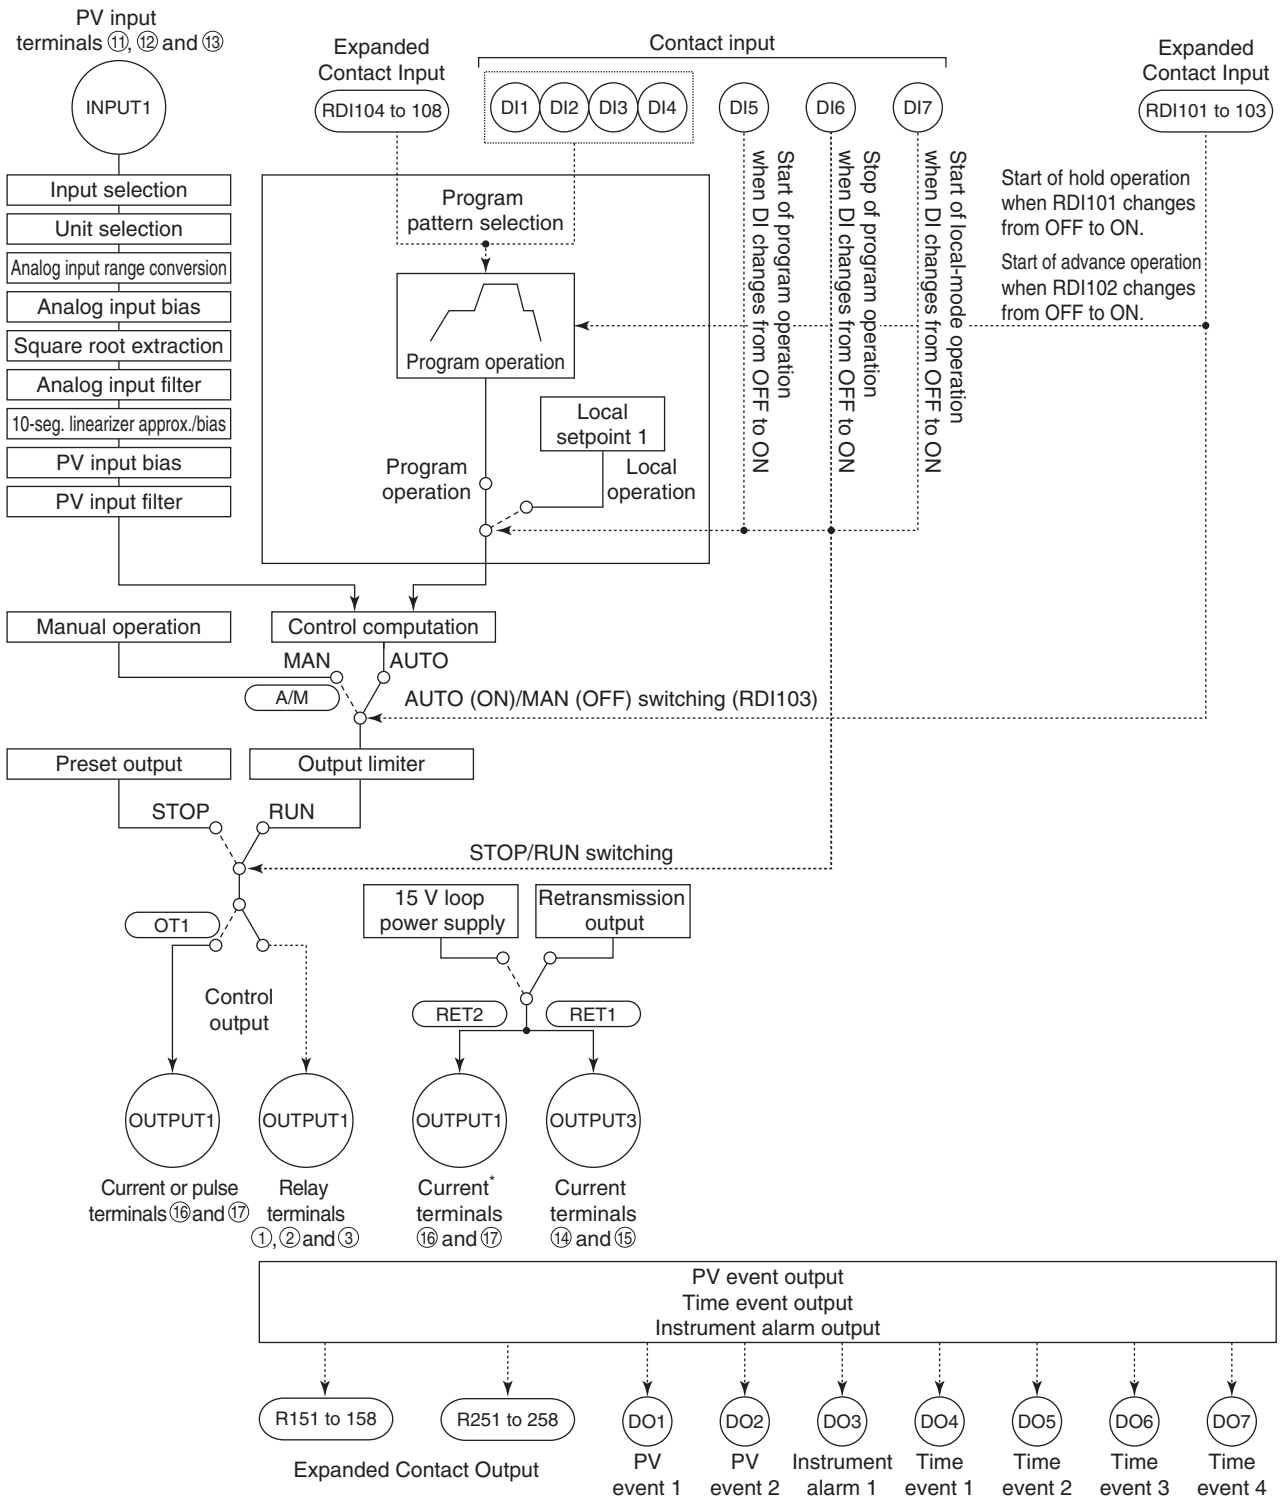 PV input
terminals ⑪, ⑫ and ⑬
INPUT1
Expanded
Contact Input
RDI104 to 108
Contact input
DI1
DI2
DI3
DI4
DI5
DI6
DI7
Expanded
Contact Input
RDI101 to 103
Input selection
Unit selection
Analog input range conversion
Analog input bias
Square root extraction
Analog input filter
10-seg. linearizer approx./bias
PV input bias
PV input filter
Program
pattern selection
Program operation
Local
setpoint 1
Program
operation
Local
operation
Start of program operation
when DI changes from OFF to ON
Stop of program operation
when DI changes from OFF to ON
Start of local-mode operation
when DI changes from OFF to ON
Start of hold operation
when RDI101 changes
from OFF to ON.
Start of advance operation
when RDI102 changes
from OFF to ON.
Manual operation
Control computation
MAN
AUTO
A/M
AUTO (ON)/MAN (OFF) switching (RDI103)
Preset output
Output limiter
STOP
RUN
STOP/RUN switching
OT1
Control
output
15 V loop
power supply
Retransmission
output
RET2
RET1
OUTPUT1
OUTPUT1
OUTPUT1
OUTPUT3
Current or pulse
terminals ⑯ and ⑰
Relay
terminals
①, ② and ③
Current*
terminals
⑯ and ⑰
Current
terminals
⑭ and ⑮
PV event output
Time event output
Instrument alarm output
R151 to 158
R251 to 258
Expanded Contact Output
DO1
DO2
DO3
DO4
DO5
DO6
DO7
PV
event 1
PV
event 2
Instrument
alarm 1
Time
event 1
Time
event 2
Time
event 3
Time
event 4